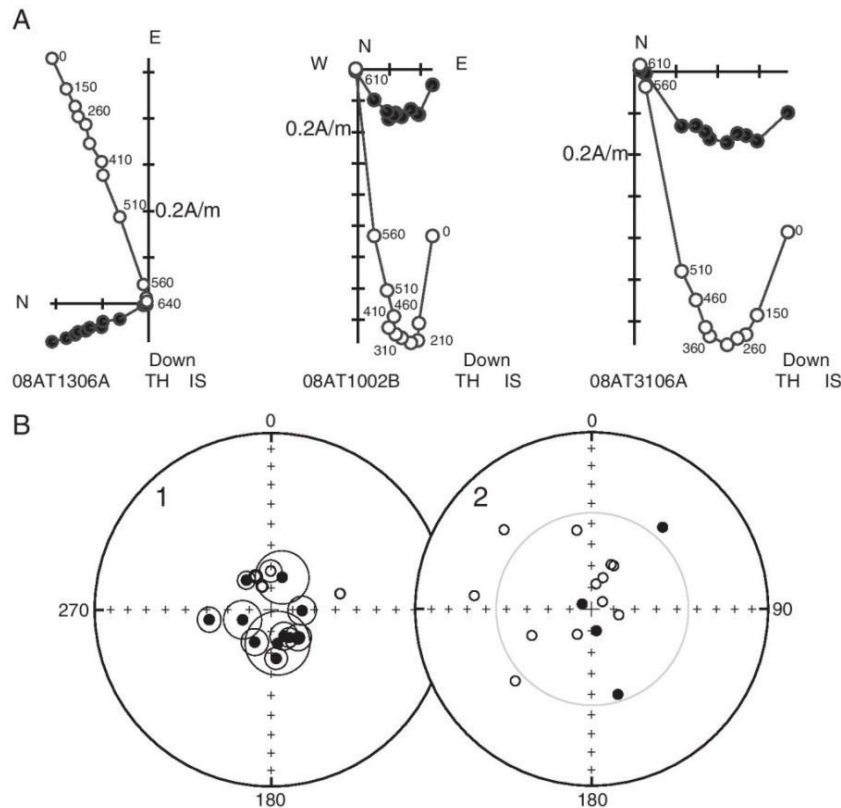 A
E
0
150
260
410
510
0.2A/m
560
640
N
Down
08AT1306A
TH IS
N
W
E
610
0.2A/m
560
0
510
460
410
310
210
Down
08AT1002B
TH IS
N
610
560
0.2A/m
0
510
460
360
260
150
Down
08AT3106A
TH IS
B
0
0
1
2
270
90
180
180